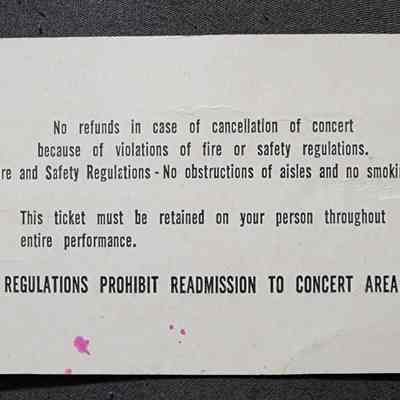 No refunds in case of cancellation of concert
because of violations of fire or safety regulations.
re and Safety Regulations - No obstructions of aisles and no smokin
This ticket must be retained on your person throughout
entire performance.
REGULATIONS PROHIBIT READMISSION TO CONCERT AREA